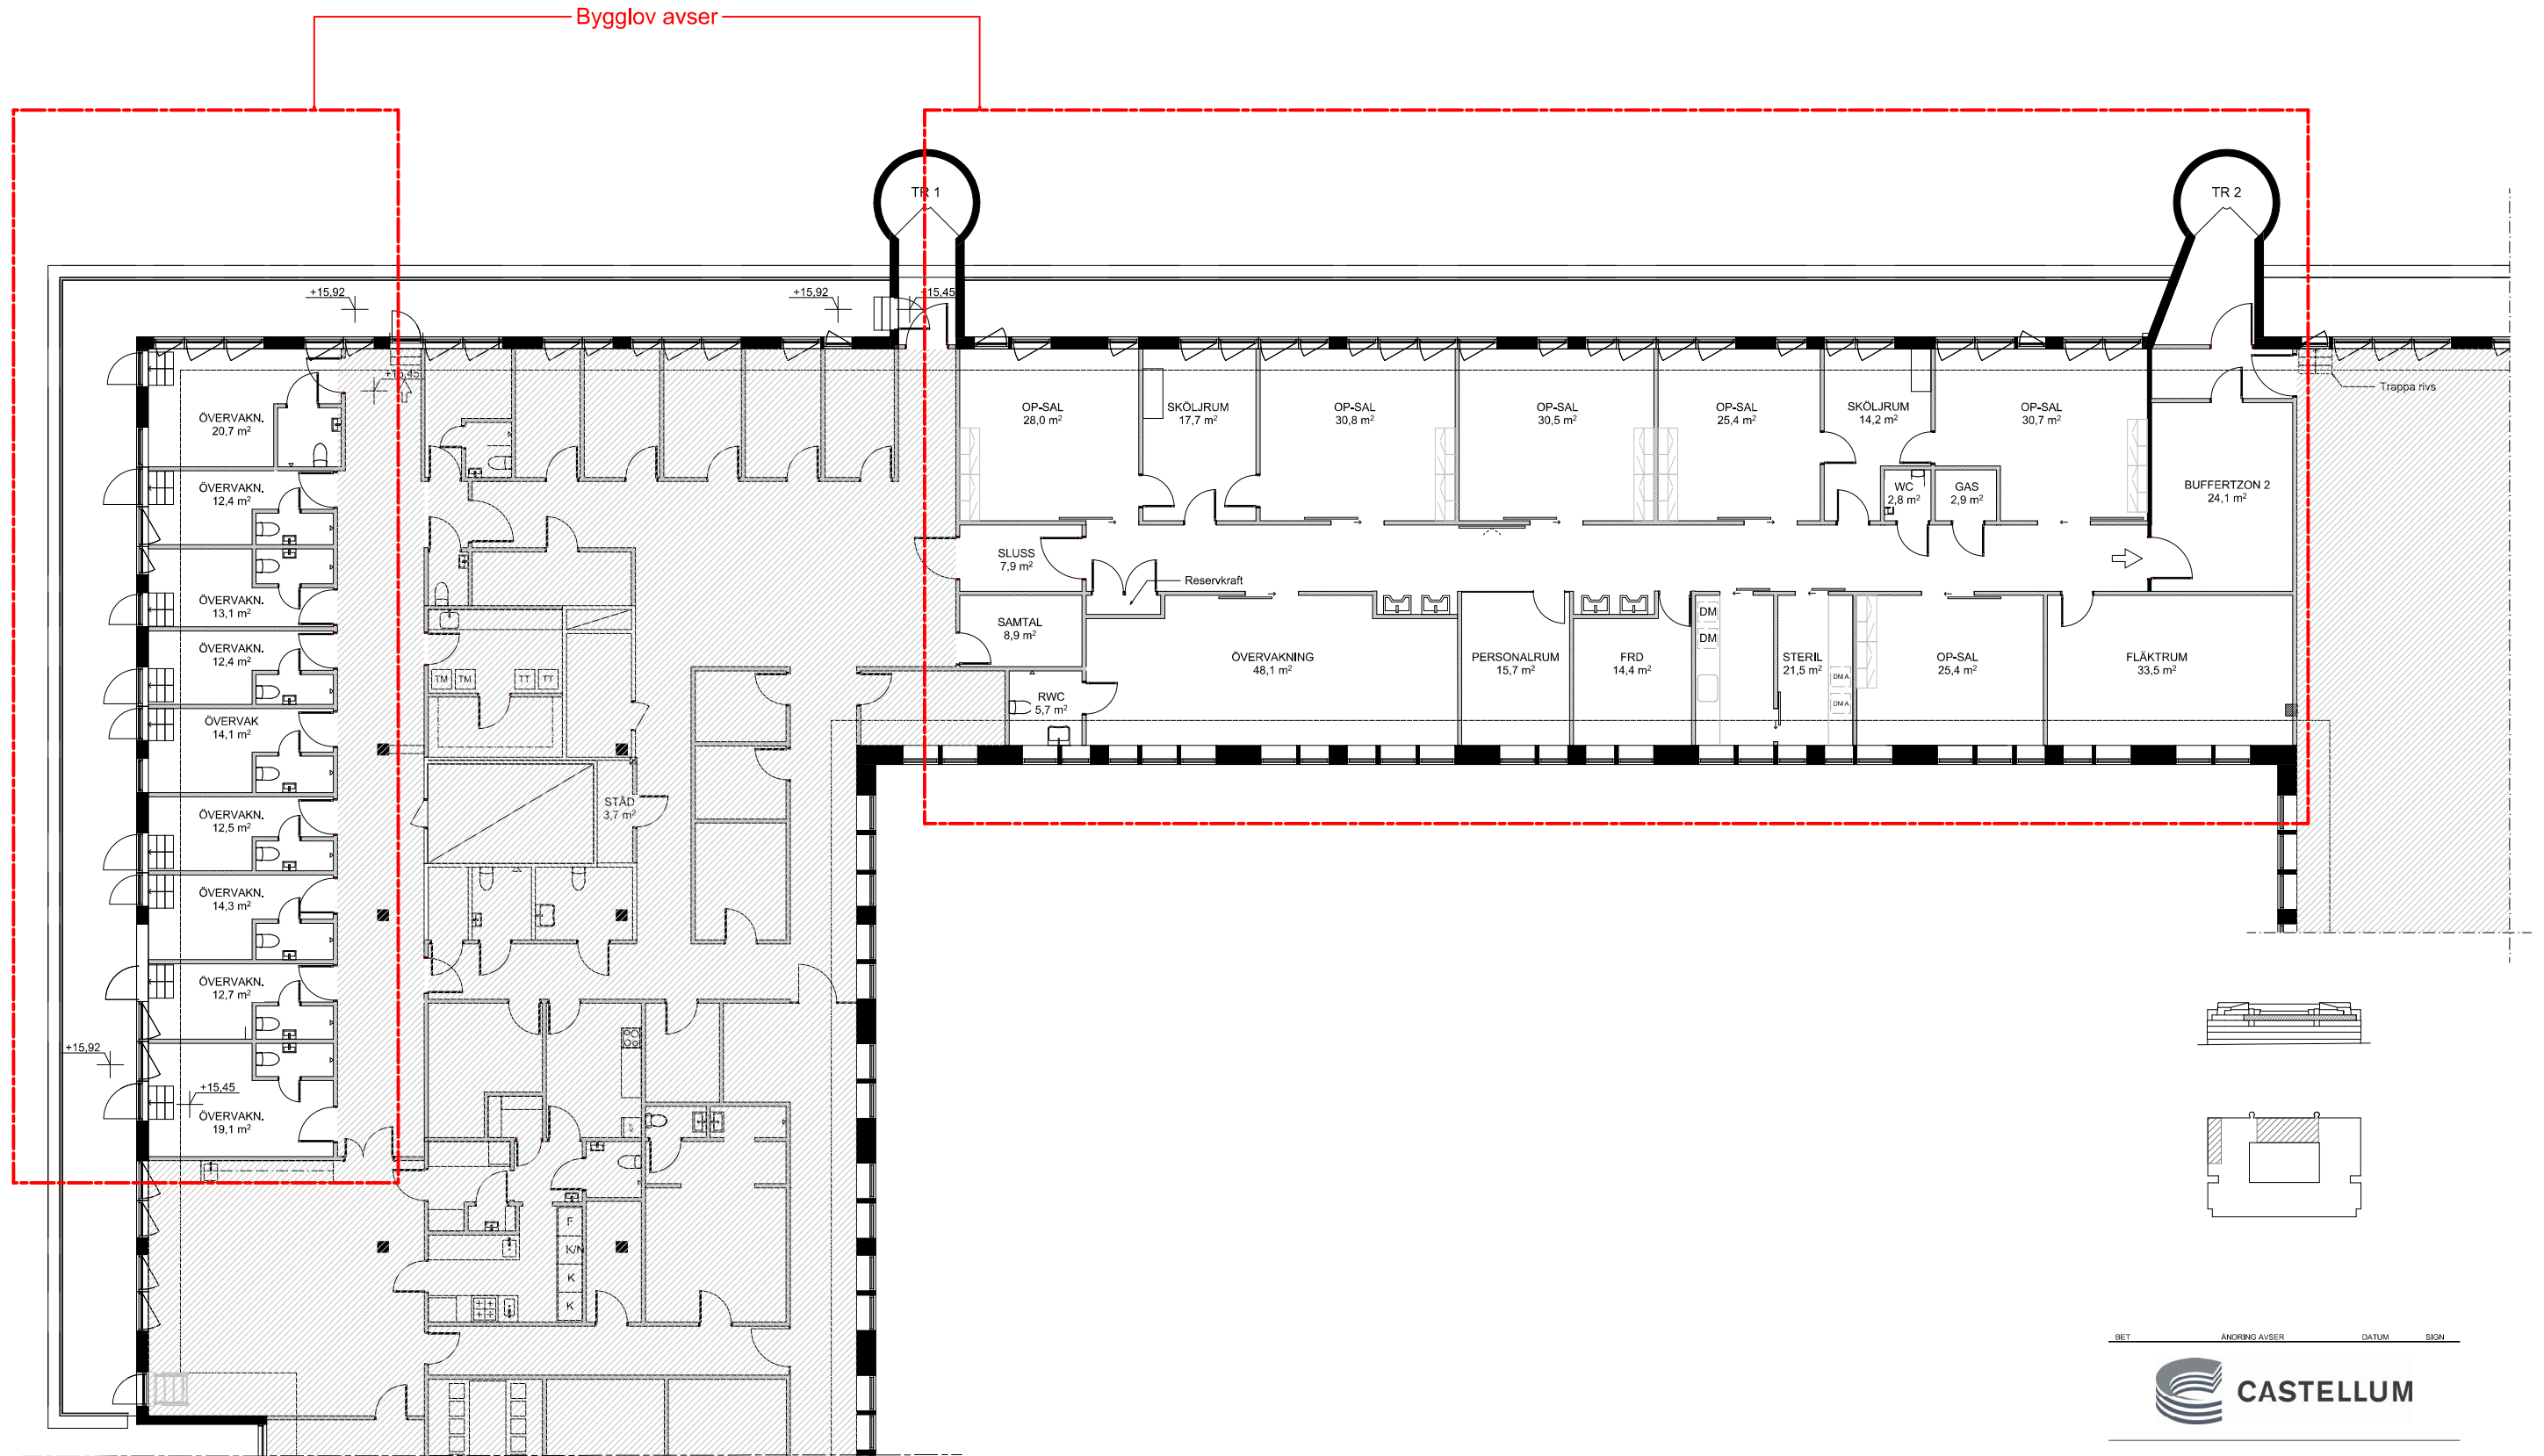 Bygglov avser
TR 1
TR 2
+15,92
+15,92
+15,45
+15,45
Trappa rivs
ÖVERVAKN.
20,7 m²
OP-SAL
28,0 m²
SKÖLJRUM
17,7 m²
OP-SAL
30,8 m²
OP-SAL
30,5 m²
OP-SAL
25,4 m²
SKÖLJRUM
14,2 m²
OP-SAL
30,7 m²
ÖVERVAKN.
12,4 m²
WC
2,8 m²
GAS
2,9 m²
BUFFERTZON 2
24,1 m²
SLUSS
7,9 m²
Reservkraft
ÖVERVAKN.
13,1 m²
SAMTAL
8,9 m²
DM
DM
ÖVERVAKN.
12,4 m²
TM
TM
TT
TT
ÖVERVAKNING
48,1 m²
PERSONALRUM
15,7 m²
FRD
14,4 m²
STERIL
21,5 m²
DMA
DMA
OP-SAL
25,4 m²
FLÄKTRUM
33,5 m²
RWC
5,7 m²
ÖVERVAK
14,1 m²
STÄD
3,7 m²
ÖVERVAKN.
12,5 m²
ÖVERVAKN.
14,3 m²
ÖVERVAKN.
12,7 m²
+15,92
+15,45
ÖVERVAKN.
19,1 m²
F
K/N
K
K
BET ÄNDRING AVSER DATUM SIGN
CASTELLUM